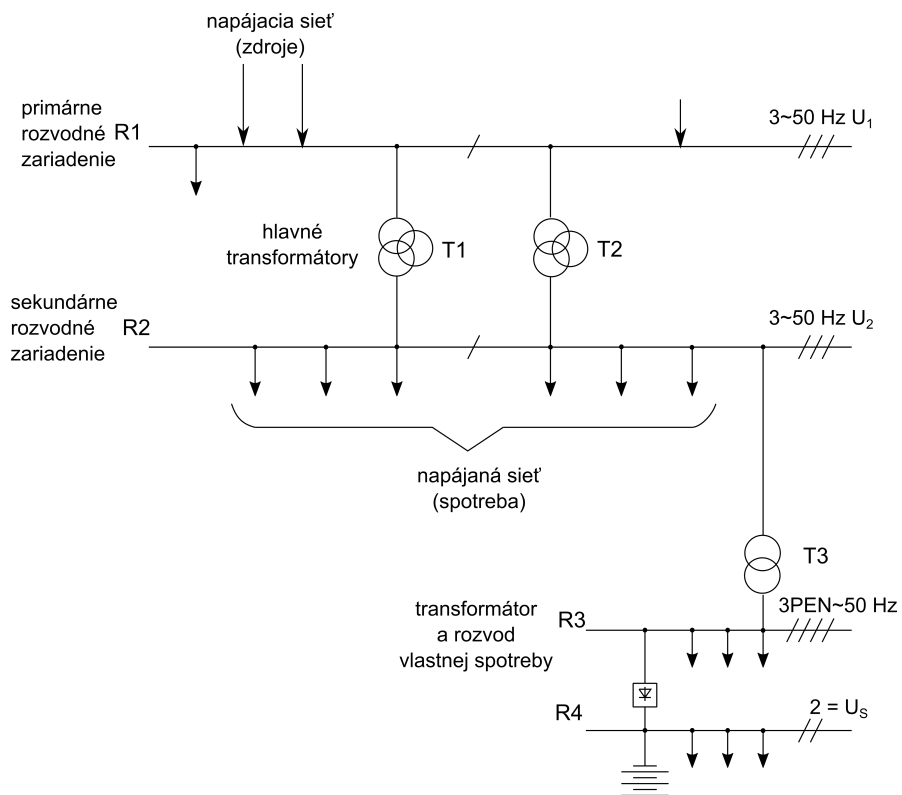 napájacia sieť
(zdroje)
primárne
rozvodné R1
zariadenie
3~50 Hz U₁
hlavné
transformátory
T1
T2
sekundárne
rozvodné R2
zariadenie
3~50 Hz U₂
napájaná sieť
(spotreba)
T3
transformátor
a rozvod
vlastnej spotreby
R3
3PEN~50 Hz
R4
2 = Uₛ